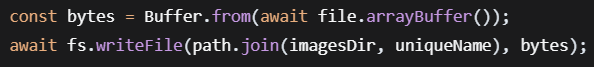 const bytes = Buffer.from(await file.arrayBuffer());
await fs.writeFile(path.join(imagesDir, uniqueName), bytes);